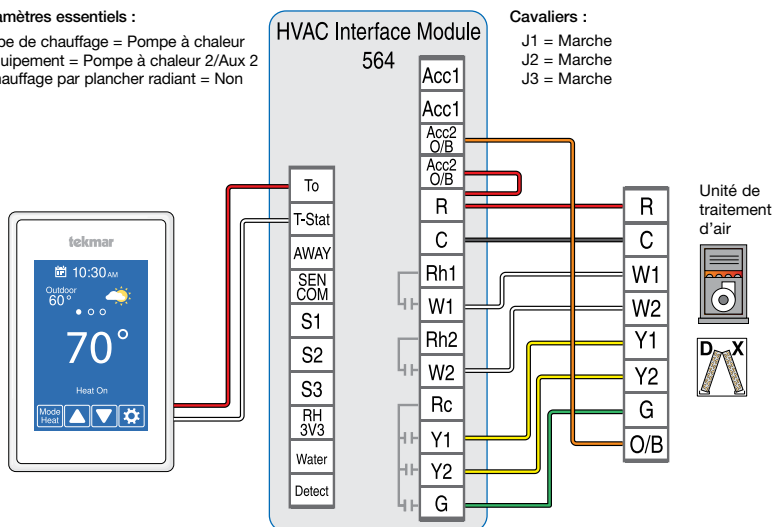 amètres essentiels :
pe de chauffage = Pompe à chaleur
uipement = Pompe à chaleur 2/Aux 2
auffage par plancher radiant = Non
HVAC Interface Module
564
Cavaliers :
J1 = Marche
J2 = Marche
J3 = Marche
Acc1
Acc1
Acc2
O/B
Acc2
O/B
R
C
Rh1
W1
Rh2
W2
Rc
Y1
Y2
G
To
T-Stat
AWAY
SEN
COM
S1
S2
S3
RH
3V3
Water
Detect
R
C
W1
W2
Y1
Y2
G
O/B
Unité de
traitement
d'air
D X
tekmar
10:30 AM
Outdoor
60°
70°
Heat On
Mode
Heat